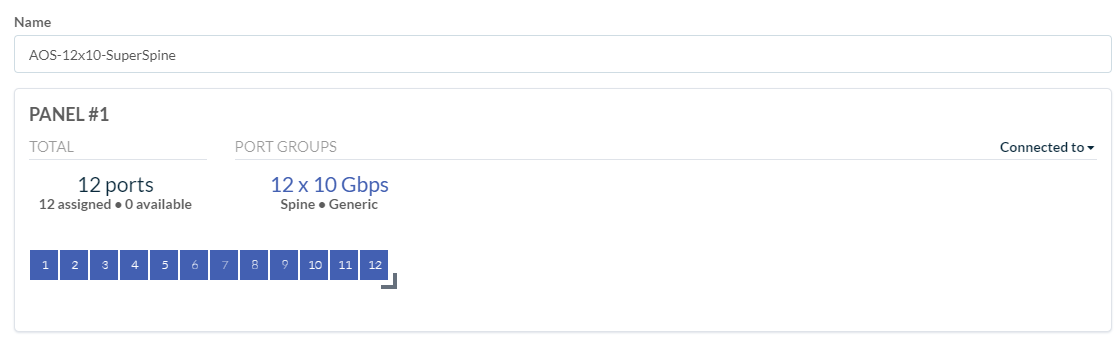 Name
AOS-12x10-SuperSpine
PANEL #1
TOTAL
PORT GROUPS
Connected to
12 ports
12 assigned ● 0 available
12 x 10 Gbps
Spine ● Generic
1 2 3 4 5 6 7 8 9 10 11 12